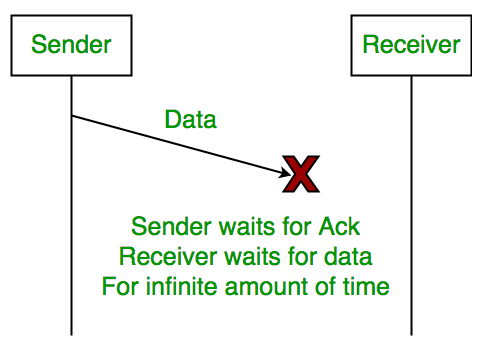 Sender
Receiver
Data
Sender waits for Ack
Receiver waits for data
For infinite amount of time